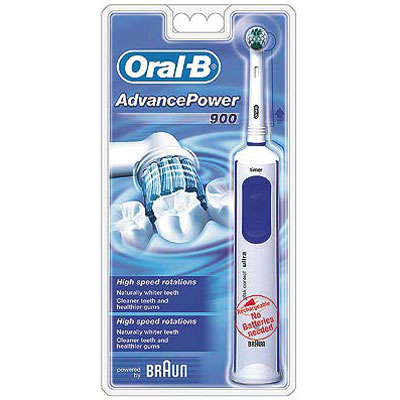 Oral-B
AdvancePower
900
Oral-B
timer
ultra
High speed rotations
Naturally whiter teeth
Cleaner teeth and
healthier gums
High speed rotations
Naturally whiter teeth
Cleaner teeth and
healthier gums
Rechargeable
No
Batteries
needed
powered by
BRAUN